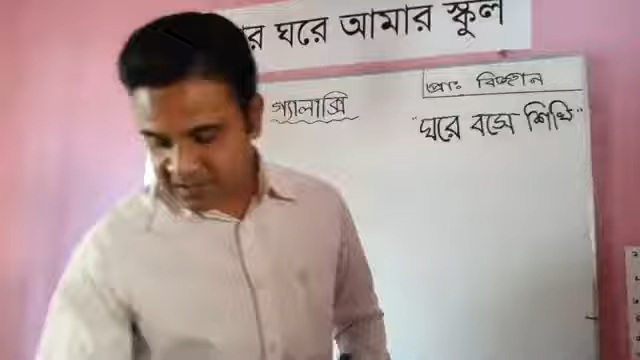 র ঘরে আমার স্কুল
প্রাঃ বিজ্ঞান
গ্যালাক্সি
"ঘরে বসে শিখি"